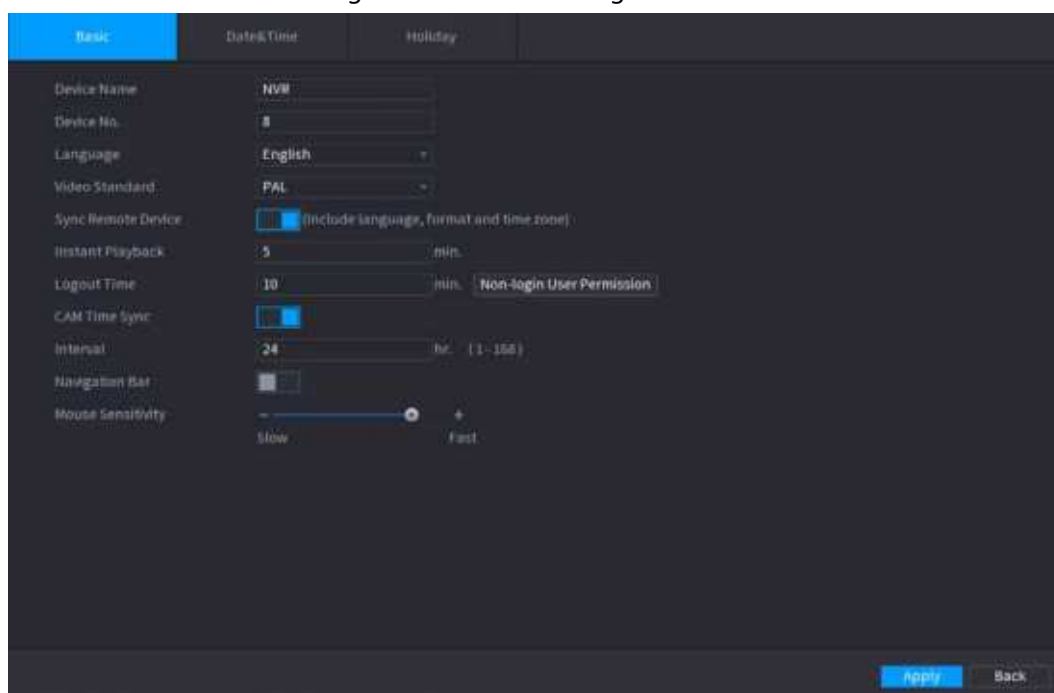 Basic Date&Time Holiday
Device Name NVR
Device No. 8
Language English
Video Standard PAL
Sync Remote Device (Include language, format and time zone)
Instant Playback 5 min.
Logout Time 10 min. Non-login User Permission
CAM Time Sync
Interval 24 hr. (1-168)
Navigation Bar
Mouse Sensitivity - +
Slow Fast
Apply Back